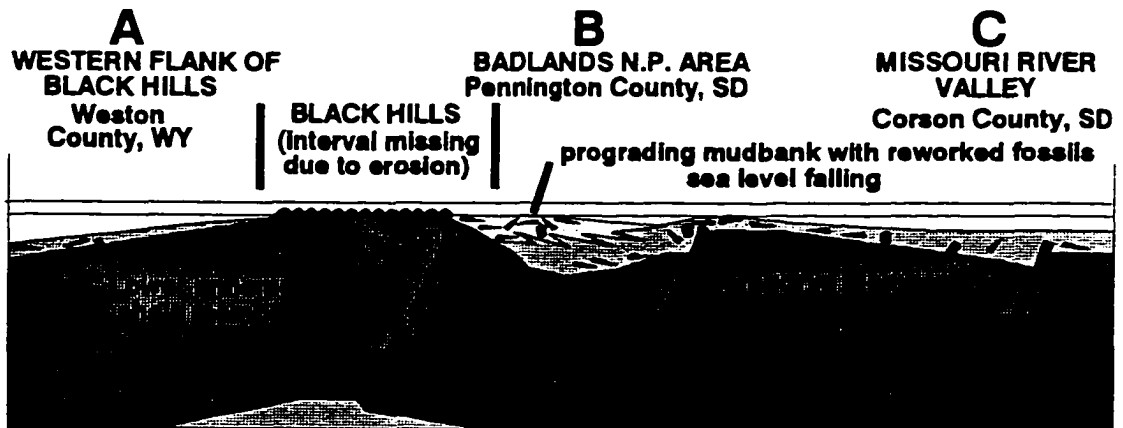 A
WESTERN FLANK OF
BLACK HILLS
Weston
County, WY
BLACK HILLS
(interval missing
due to erosion)
B
BADLANDS N.P. AREA
Pennington County, SD
C
MISSOURI RIVER
VALLEY
Corson County, SD
prograding mudbank with reworked fossils
sea level falling